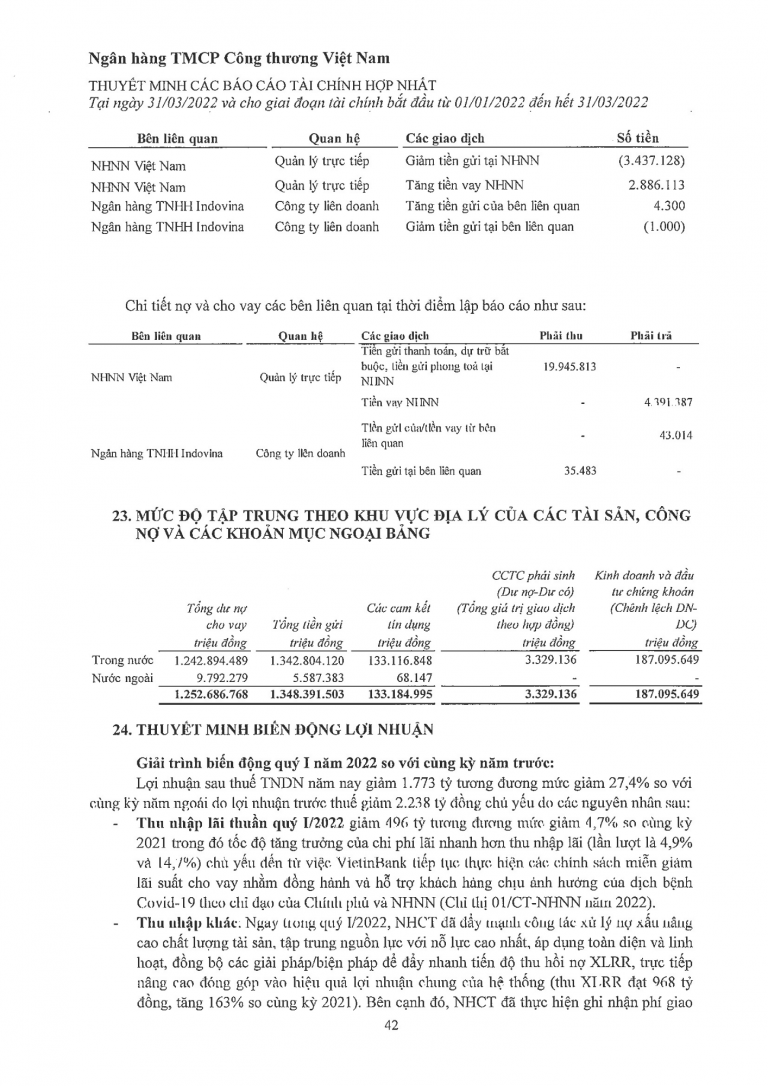 Ngân hàng TMCP Công thương Việt Nam
THUYẾT MINH CÁC BÁO CÁO TÀI CHÍNH HỢP NHẤT
Tại ngày 31/03/2022 và cho giai đoạn tài chính bắt đầu từ 01/01/2022 đến hết 31/03/2022
Bên liên quan Quan hệ Các giao dịch Số tiền
NHNN Việt Nam Quản lý trực tiếp Giảm tiền gửi tại NHNN (3.437.128)
NHNN Việt Nam Quản lý trực tiếp Tăng tiền vay NHNN 2.886.113
Ngân hàng TNHH Indovina Công ty liên doanh Tăng tiền gửi của bên liên quan 4.300
Ngân hàng TNHH Indovina Công ty liên doanh Giảm tiền gửi tại bên liên quan (1.000)
Chi tiết nợ và cho vay các bên liên quan tại thời điểm lập báo cáo như sau:
Bên liên quan Quan hệ Các giao dịch Phải thu Phải trả
Tiền gửi thanh toán, dự trữ bắt
buộc, tiền gửi phong toả tại
NHNN
NHNN Việt Nam Quản lý trực tiếp 19.945.813 -
Tiền vay NHNN - 4.391.387
Tiền gửi của/tiền vay từ bên
liên quan - 43.014
Ngân hàng TNHH Indovina Công ty liên doanh
Tiền gửi tại bên liên quan 35.483 -
23. MỨC ĐỘ TẬP TRUNG THEO KHU VỰC ĐỊA LÝ CỦA CÁC TÀI SẢN, CÔNG
NỢ VÀ CÁC KHOẢN MỤC NGOẠI BẢNG
CCTC phái sinh Kinh doanh và đầu
(Dư nợ-Dư có) tư chứng khoán
Tổng dư nợ Các cam kết (Tổng giá trị giao dịch (Chênh lệch DN-
cho vay Tổng tiền gửi tín dụng theo hợp đồng) DC)
triệu đồng triệu đồng triệu đồng triệu đồng triệu đồng
Trong nước 1.242.894.489 1.342.804.120 133.116.848 3.329.136 187.095.649
Nước ngoài 9.792.279 5.587.383 68.147 - -
1.252.686.768 1.348.391.503 133.184.995 3.329.136 187.095.649
24. THUYẾT MINH BIẾN ĐỘNG LỢI NHUẬN
Giải trình biến động quý I năm 2022 so với cùng kỳ năm trước:
Lợi nhuận sau thuế TNDN năm nay giảm 1.773 tỷ tương đương mức giảm 27,4% so với
cùng kỳ năm ngoái do lợi nhuận trước thuế giảm 2.238 tỷ đồng chủ yếu do các nguyên nhân sau:
- Thu nhập lãi thuần quý I/2022 giảm 496 tỷ tương đương mức giảm 4,7% so cùng kỳ
2021 trong đó tốc độ tăng trưởng của chi phí lãi nhanh hơn thu nhập lãi (lần lượt là 4,9%
và 14,7%) chủ yếu đến từ việc VietinBank tiếp tục thực hiện các chính sách miễn giảm
lãi suất cho vay nhằm đồng hành và hỗ trợ khách hàng chịu ảnh hưởng của dịch bệnh
Covid-19 theo chỉ đạo của Chính phủ và NHNN (Chỉ thị 01/CT-NHNN năm 2022).
- Thu nhập khác. Ngay trong quý I/2022, NHCT đã đẩy mạnh công tác xử lý nợ xấu nâng
cao chất lượng tài sản, tập trung nguồn lực với nỗ lực cao nhất, áp dụng toàn diện và linh
hoạt, đồng bộ các giải pháp/biện pháp để đẩy nhanh tiến độ thu hồi nợ XLRR, trực tiếp
nâng cao đóng góp vào hiệu quả lợi nhuận chung của hệ thống (thu XLRR đạt 968 tỷ
đồng, tăng 163% so cùng kỳ 2021). Bên cạnh đó, NHCT đã thực hiện ghi nhận phí giao
42